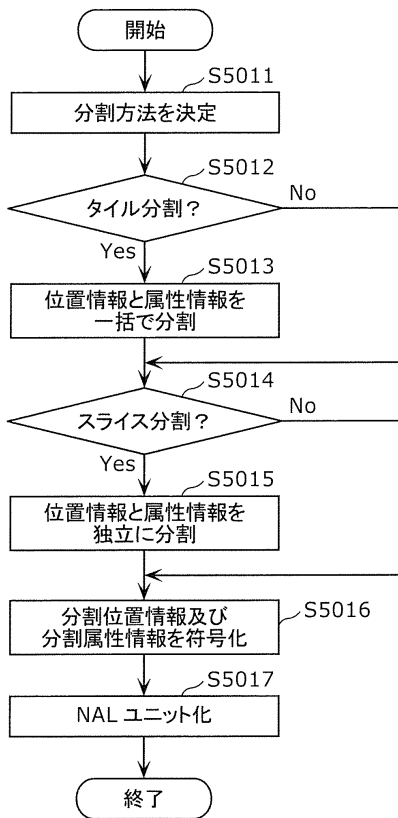 開始
S5011
分割方法を決定
S5012
タイル分割？
No
Yes
S5013
位置情報と属性情報を
一括で分割
S5014
スライス分割？
No
Yes
S5015
位置情報と属性情報を
独立に分割
S5016
分割位置情報及び
分割属性情報を符号化
S5017
NAL ユニット化
終了